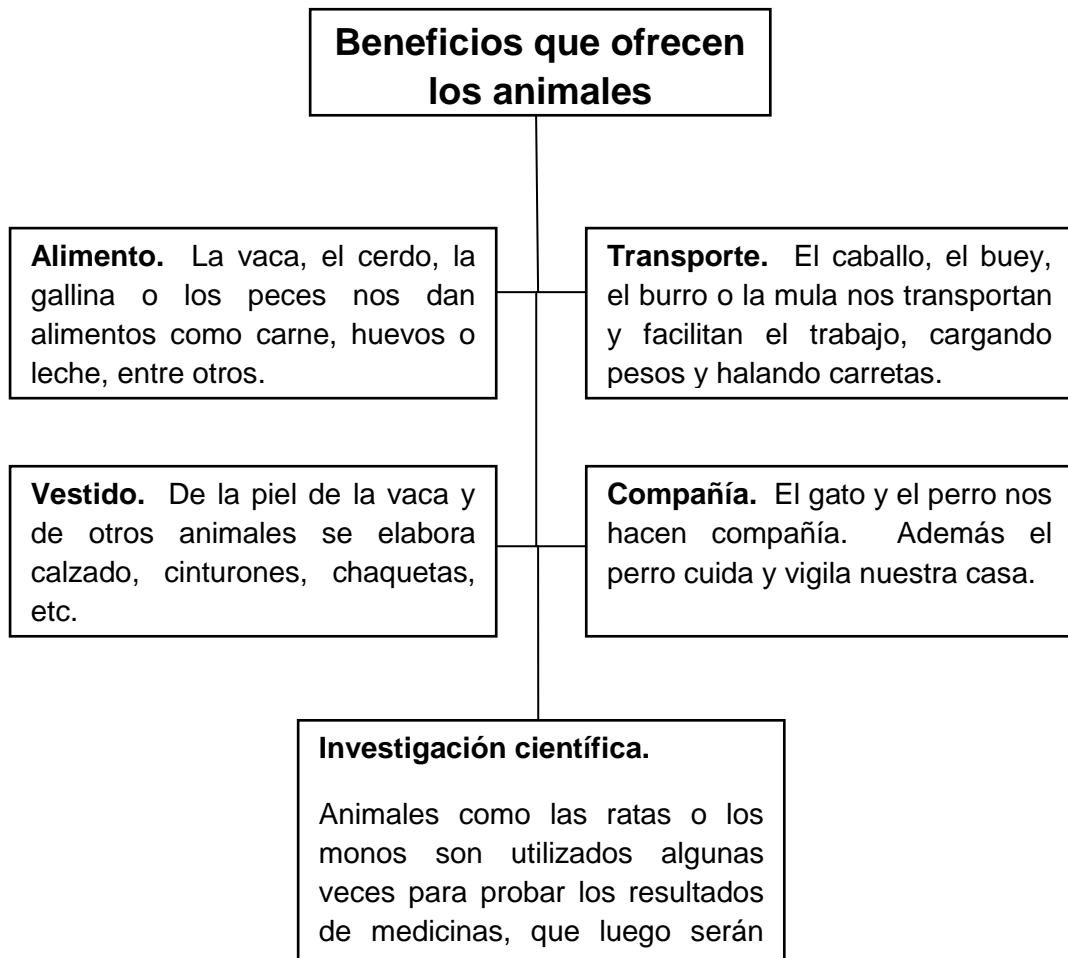 Beneficios que ofrecen
los animales
Alimento. La vaca, el cerdo, la
gallina o los peces nos dan
alimentos como carne, huevos o
leche, entre otros.
Transporte. El caballo, el buey,
el burro o la mula nos transportan
y facilitan el trabajo, cargando
pesos y halando carretas.
Vestido. De la piel de la vaca y
de otros animales se elabora
calzado, cinturones, chaquetas,
etc.
Compañía. El gato y el perro nos
hacen compañía. Además el
perro cuida y vigila nuestra casa.
Investigación científica.
Animales como las ratas o los
monos son utilizados algunas
veces para probar los resultados
de medicinas, que luego serán